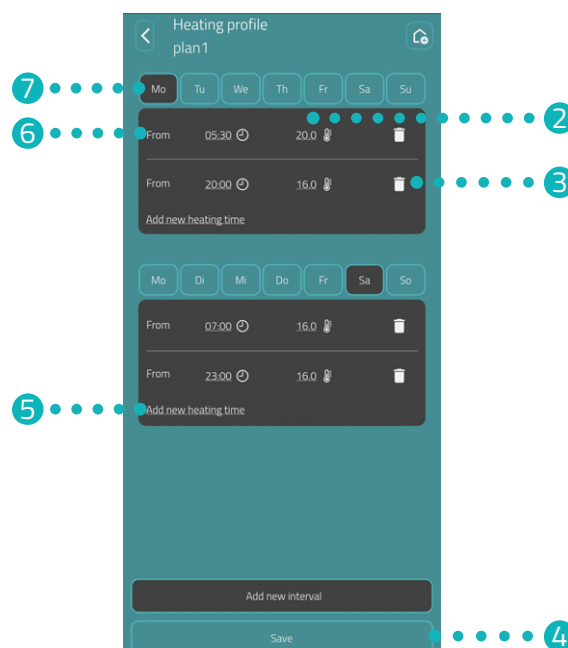 Heating profile
plan1
7 Mo Tu We Th Fr Sa Su
2
6 From 05:30 20.0
From 20:00 16.0 3
Add new heating time
Mo Di Mi Do Fr Sa So
From 07:00 16.0
From 23:00 16.0
5 Add new heating time
Add new interval
Save 4